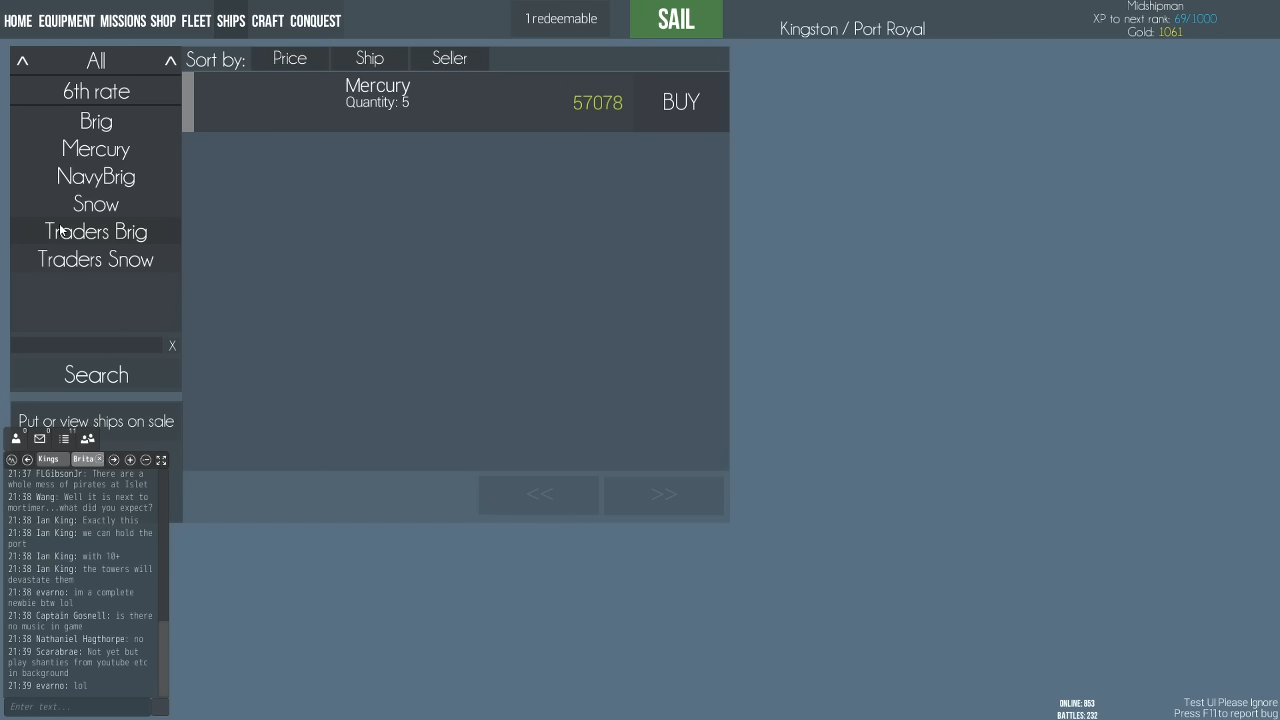 HOME EQUIPMENT MISSIONS SHOP FLEET SHIPS CRAFT CONQUEST
1 redeemable
SAIL
Kingston / Port Royal
Midshipman
XP to next rank: 69/1000
Gold: 1061
All
Sort by: Price Ship Seller
6th rate
Brig
Mercury
NavyBrig
Snow
Traders Brig
Traders Snow
X
Search
Mercury
Quantity: 5
57078
BUY
<< >>
Put or view ships on sale
0 0 11
Kings Brita x
21:37 FLGibsonJr: There are a
whole mess of pirates at Islet
21:38 Wang: Well it is next to
mortimer...what did you expect?
21:38 Ian King: Exactly this
21:38 Ian King: we can hold the
port
21:38 Ian King: with 10+
21:38 Ian King: the towers will
devastate them
21:38 evarno: im a complete
newbie btw lol
21:38 Captain Gosnell: is there
no music in game
21:38 Nathaniel Hagthorpe: no
21:39 Scarabrae: Not yet but
play shanties from youtube etc
in background
21:39 evarno: lol
Enter text...
ONLINE: 863
BATTLES: 232
Test UI Please Ignore
Press F11 to report bug